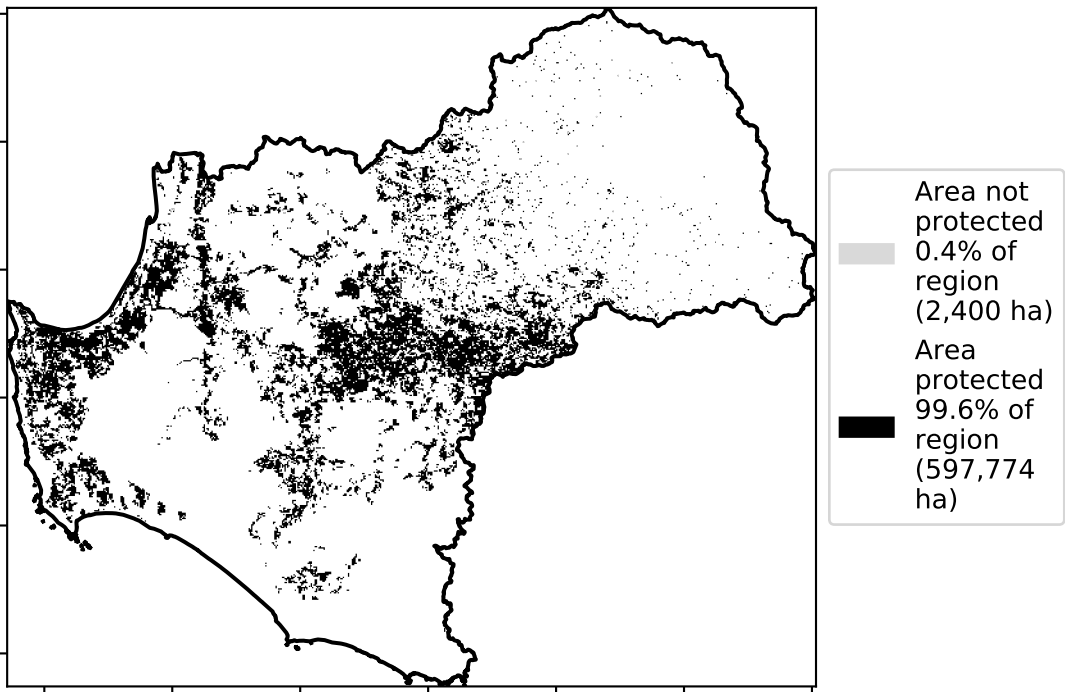 Area not
protected
0.4% of
region
(2,400 ha)
Area
protected
99.6% of
region
(597,774
ha)